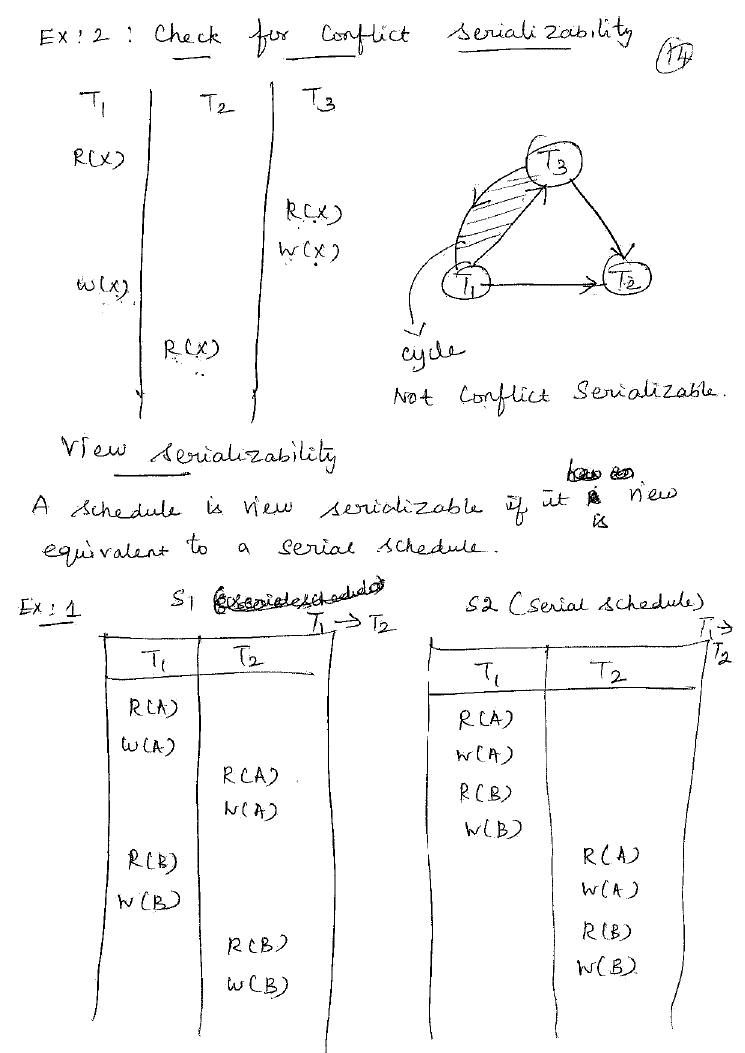 Ex:2: Check for Conflict Serializability
14
T1 T2 T3
R(X)
R(X)
W(X)
W(X)
R(X)
T3
T1 T2
cycle
Not Conflict Serializable.
View Serializability
A schedule is view serializable if it is view
equivalent to a serial schedule.
Ex:1 S1 T1 → T2
S2 (Serial schedule) T1 → T2
T1 T2
R(A)
W(A)
R(A)
W(A)
R(B)
W(B)
R(B)
W(B)
T1 T2
R(A)
W(A)
R(B)
W(B)
R(A)
W(A)
R(B)
W(B)